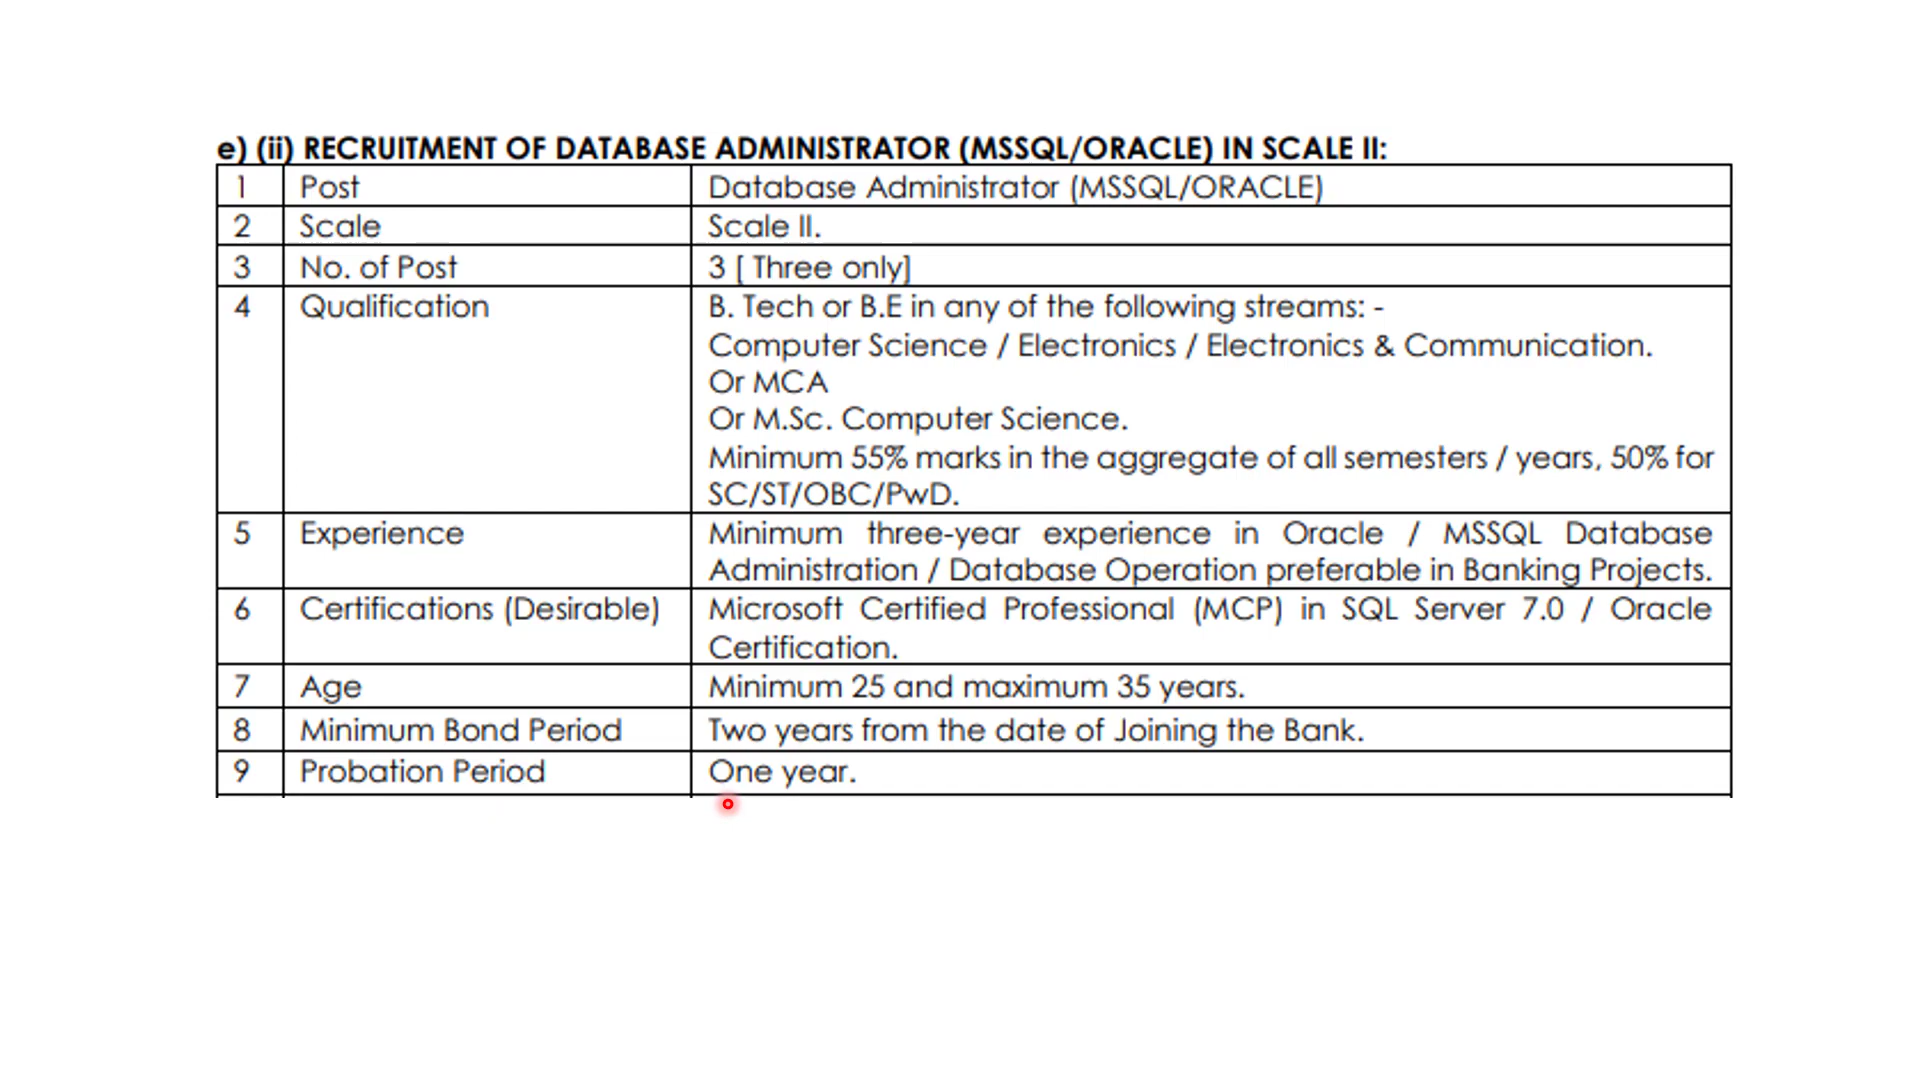 e) (ii) RECRUITMENT OF DATABASE ADMINISTRATOR (MSSQL/ORACLE) IN SCALE II:
1 Post Database Administrator (MSSQL/ORACLE)
2 Scale Scale II.
3 No. of Post 3 [ Three only]
4 Qualification B. Tech or B.E in any of the following streams: -
Computer Science / Electronics / Electronics & Communication.
Or MCA
Or M.Sc. Computer Science.
Minimum 55% marks in the aggregate of all semesters / years, 50% for
SC/ST/OBC/PwD.
5 Experience Minimum three-year experience in Oracle / MSSQL Database
Administration / Database Operation preferable in Banking Projects.
6 Certifications (Desirable) Microsoft Certified Professional (MCP) in SQL Server 7.0 / Oracle
Certification.
7 Age Minimum 25 and maximum 35 years.
8 Minimum Bond Period Two years from the date of Joining the Bank.
9 Probation Period One year.